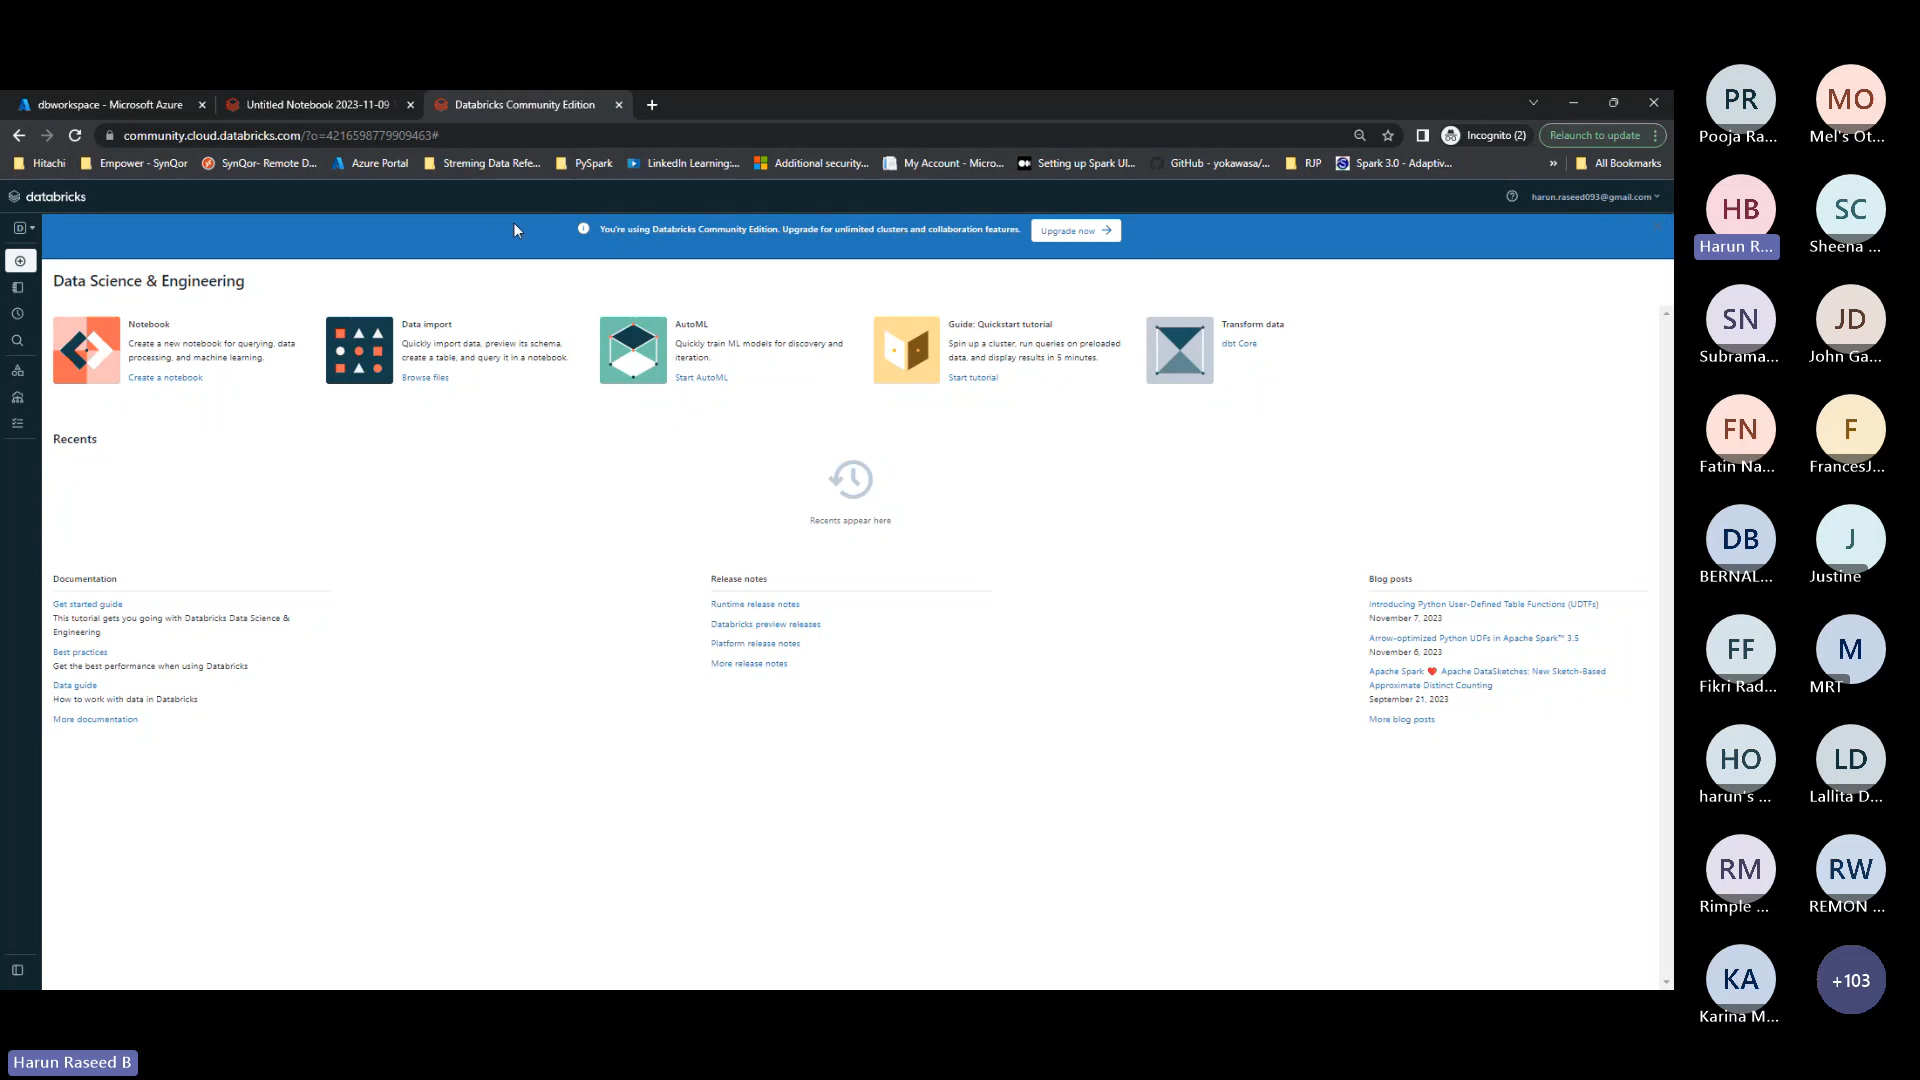 dbworkspace - Microsoft Azure
Untitled Notebook 2023-11-09 1
Databricks Community Edition
community.cloud.databricks.com/?o=4216598779909463#
Incognito (2)
Relaunch to update
Hitachi
Empower - SynQor
SynQor- Remote D...
Azure Portal
Streming Data Refe...
PySpark
LinkedIn Learning:...
Additional security...
My Account - Micro...
Setting up Spark UI...
GitHub - yokawasa/...
RJP
Spark 3.0 - Adaptiv...
»
All Bookmarks
databricks
harun.raseed093@gmail.com
D
You're using Databricks Community Edition. Upgrade for unlimited clusters and collaboration features.
Upgrade now
Data Science & Engineering
Notebook
Create a new notebook for querying, data
processing, and machine learning.
Create a notebook
Data import
Quickly import data, preview its schema,
create a table, and query it in a notebook.
Browse files
AutoML
Quickly train ML models for discovery and
iteration.
Start AutoML
Guide: Quickstart tutorial
Spin up a cluster, run queries on preloaded
data, and display results in 5 minutes.
Start tutorial
Transform data
dbt Core
Recents
Recents appear here
Documentation
Get started guide
This tutorial gets you going with Databricks Data Science &
Engineering
Best practices
Get the best performance when using Databricks
Data guide
How to work with data in Databricks
More documentation
Release notes
Runtime release notes
Databricks preview releases
Platform release notes
More release notes
Blog posts
Introducing Python User-Defined Table Functions (UDTFs)
November 7, 2023
Arrow-optimized Python UDFs in Apache Spark™ 3.5
November 6, 2023
Apache Spark ❤️ Apache DataSketches: New Sketch-Based
Approximate Distinct Counting
September 21, 2023
More blog posts
PR
Pooja Ra...
MO
Mel's Ot...
HB
Harun R...
SC
Sheena ...
SN
Subrama...
JD
John Ga...
FN
Fatin Na...
F
FrancesJ...
DB
BERNAL...
J
Justine
FF
Fikri Rad...
M
MRT
HO
harun's ...
LD
Lallita D...
RM
Rimple ...
RW
REMON ...
KA
Karina M...
+103
Harun Raseed B